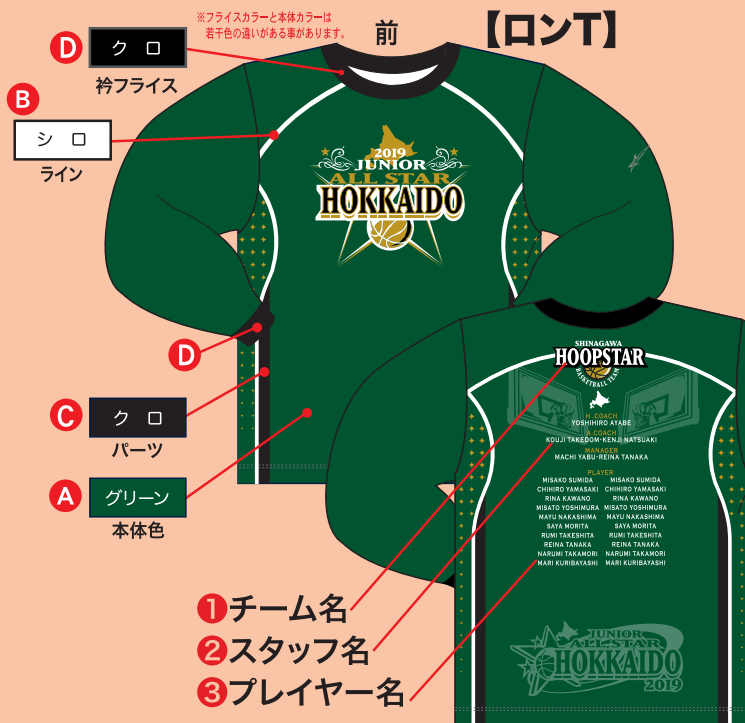 ※フライスカラーと本体カラーは
若干色の違いがある事があります。
前
【ロンT】
D
クロ
衿フライス
B
シロ
ライン
2019
JUNIOR
ALL STAR
HOKKAIDO
D
C
クロ
パーツ
A
グリーン
本体色
SHINAGAWA
HOOPSTAR
BASKETBALL TEAM
H.COACH
YOSHIHIRO AYABE
A.COACH
KOUJI TAKEDOM・KENJI NATSUAKI
MANAGER
MACHI YABU・REINA TANAKA
PLAYER
MISAKO SUMIDA MISAKO SUMIDA
CHIHIRO YAMASAKI CHIHIRO YAMASAKI
RINA KAWANO RINA KAWANO
MISATO YOSHIMURA MISATO YOSHIMURA
MAYU NAKASHIMA MAYU NAKASHIMA
SAYA MORITA SAYA MORITA
RUMI TAKESHITA RUMI TAKESHITA
REINA TANAKA REINA TANAKA
NARUMI TAKAMORI NARUMI TAKAMORI
MARI KURIBAYASHI MARI KURIBAYASHI
1 チーム名
2 スタッフ名
3 プレイヤー名
JUNIOR
ALL STAR
HOKKAIDO
2019